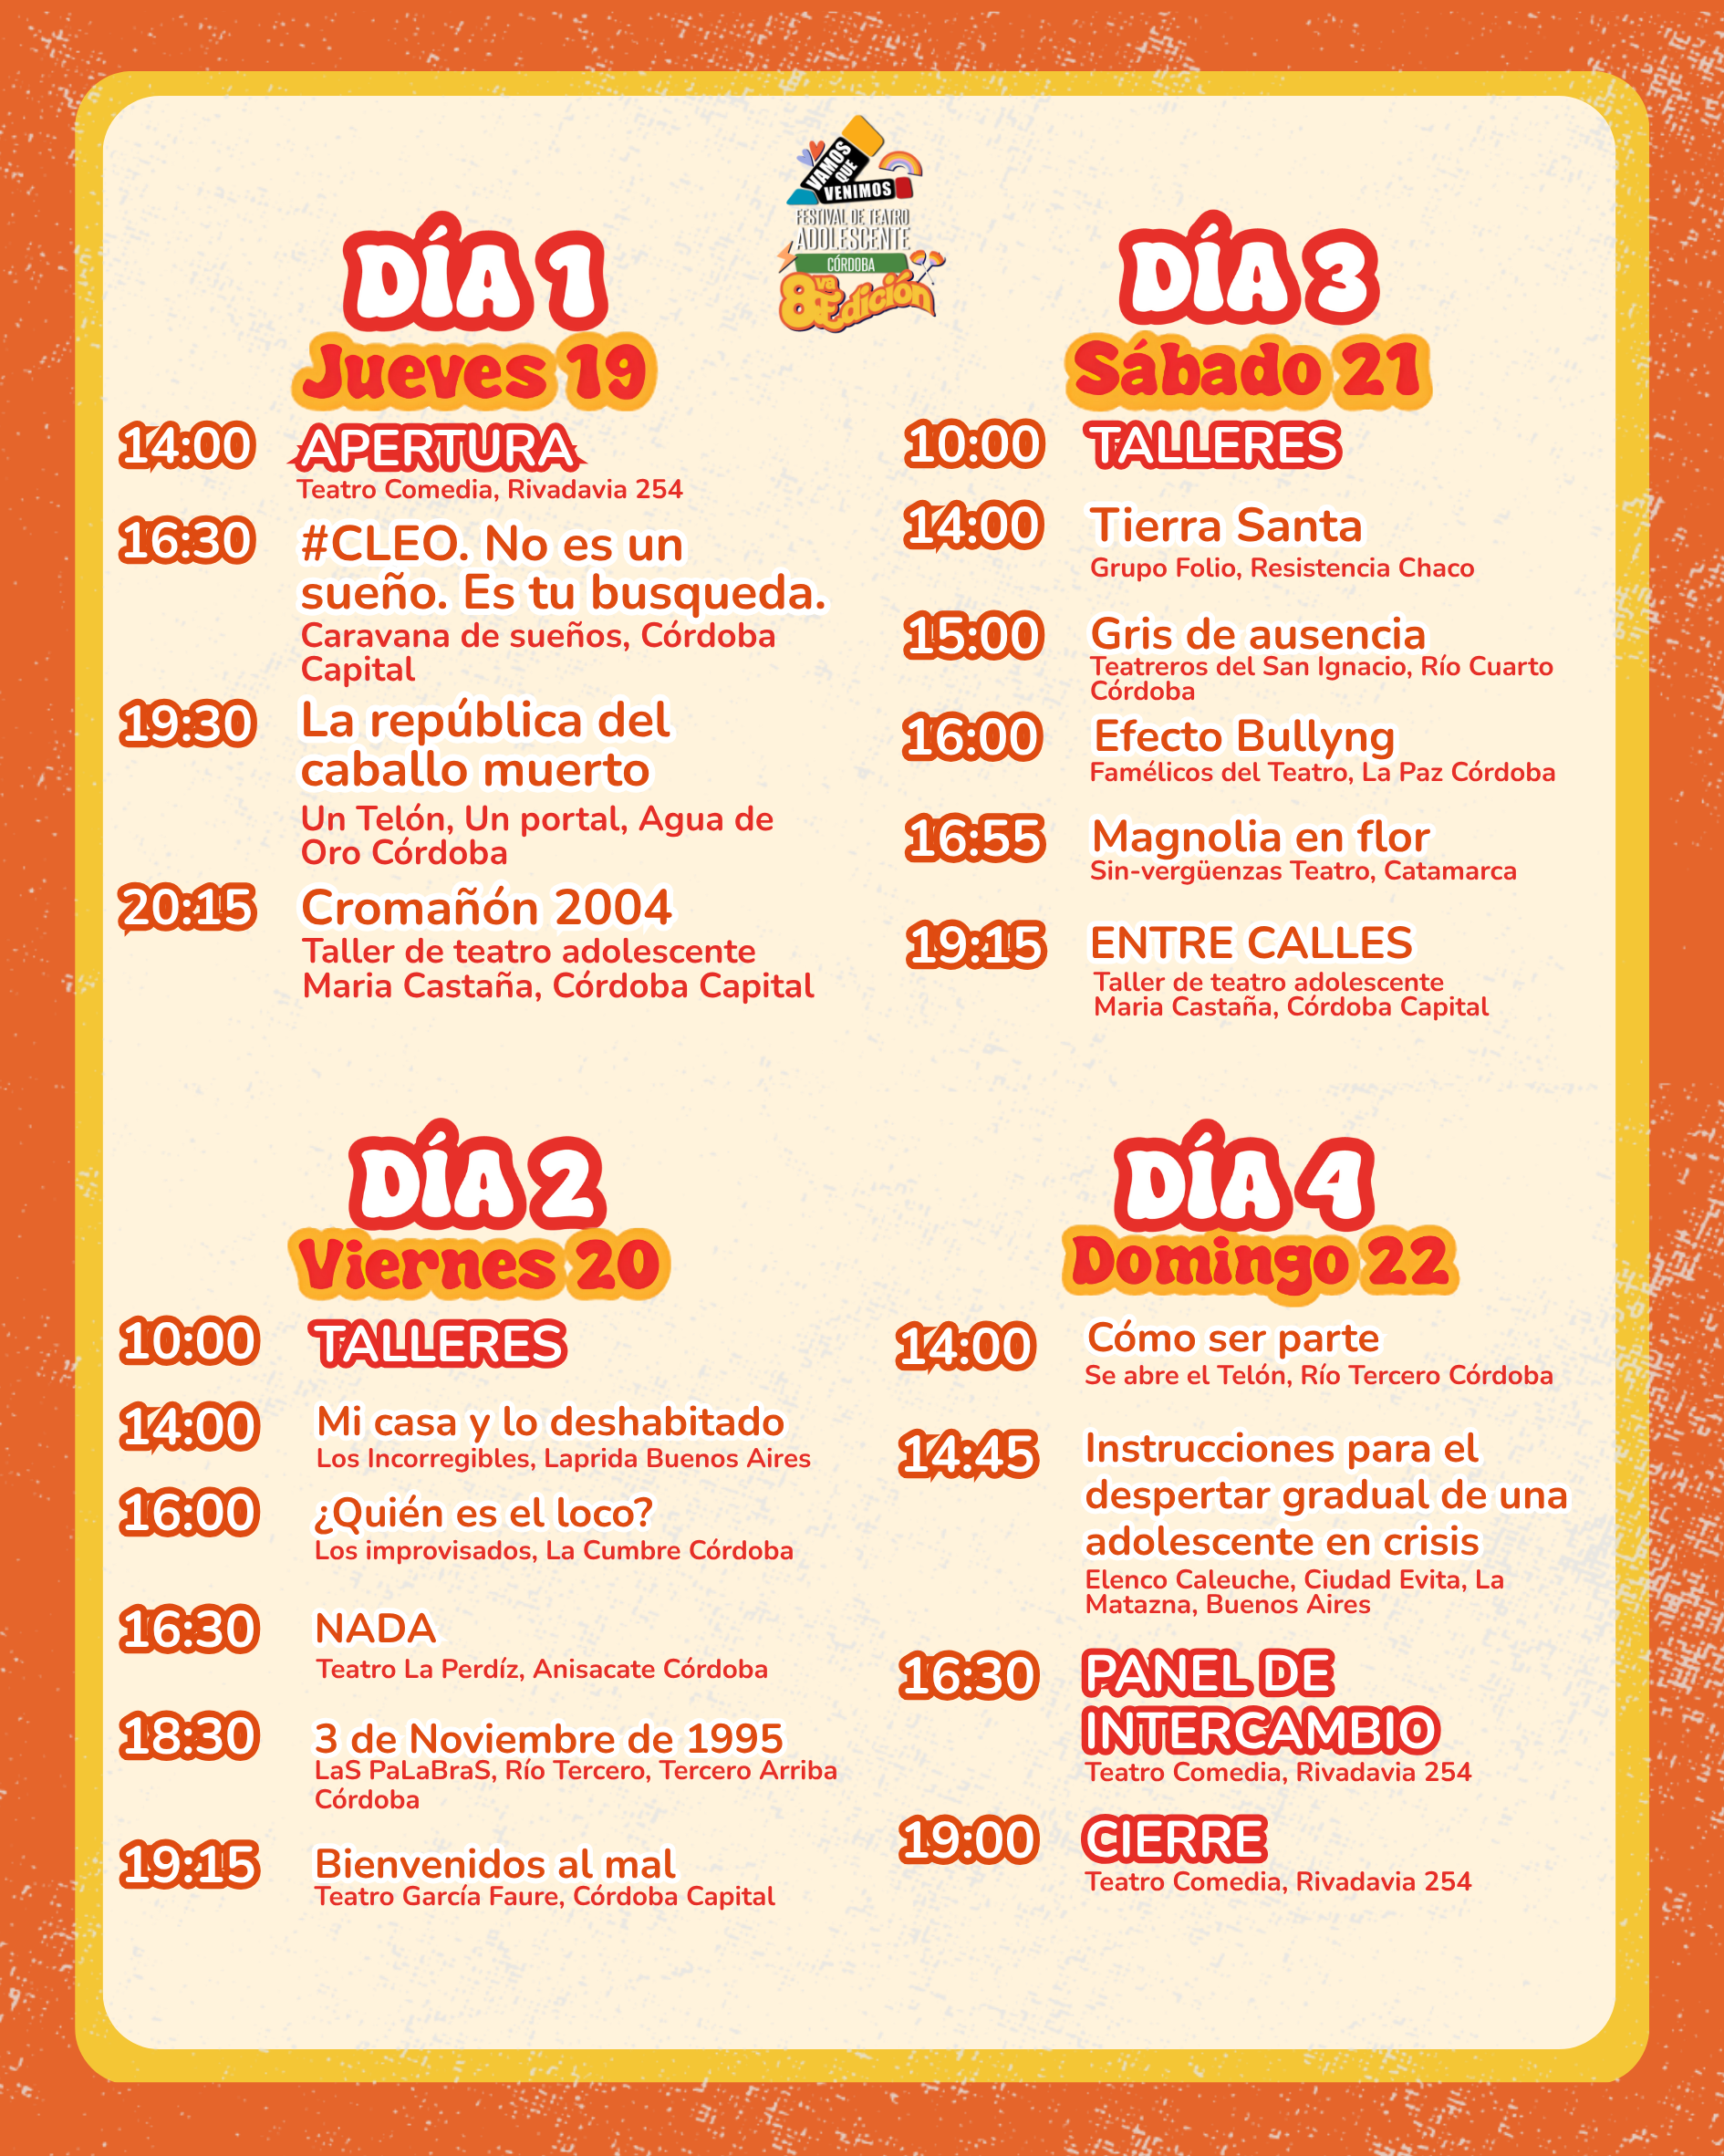 VAMOS
QUE
VENIMOS
FESTIVAL DE TEATRO
ADOLESCENTE
CÓRDOBA
8va Edición
DÍA 1
Jueves 19
14:00 APERTURA
Teatro Comedia, Rivadavia 254
16:30 #CLEO. No es un
sueño. Es tu busqueda.
Caravana de sueños, Córdoba
Capital
19:30 La república del
caballo muerto
Un Telón, Un portal, Agua de
Oro Córdoba
20:15 Cromañón 2004
Taller de teatro adolescente
Maria Castaña, Córdoba Capital
DÍA 2
Viernes 20
10:00 TALLERES
14:00 Mi casa y lo deshabitado
Los Incorregibles, Laprida Buenos Aires
16:00 ¿Quién es el loco?
Los improvisados, La Cumbre Córdoba
16:30 NADA
Teatro La Perdíz, Anisacate Córdoba
18:30 3 de Noviembre de 1995
LaS PaLaBraS, Río Tercero, Tercero Arriba
Córdoba
19:15 Bienvenidos al mal
Teatro García Faure, Córdoba Capital
DÍA 3
Sábado 21
10:00 TALLERES
14:00 Tierra Santa
Grupo Folio, Resistencia Chaco
15:00 Gris de ausencia
Teatreros del San Ignacio, Río Cuarto
Córdoba
16:00 Efecto Bullyng
Famélicos del Teatro, La Paz Córdoba
16:55 Magnolia en flor
Sin-vergüenzas Teatro, Catamarca
19:15 ENTRE CALLES
Taller de teatro adolescente
Maria Castaña, Córdoba Capital
DÍA 4
Domingo 22
14:00 Cómo ser parte
Se abre el Telón, Río Tercero Córdoba
14:45 Instrucciones para el
despertar gradual de una
adolescente en crisis
Elenco Caleuche, Ciudad Evita, La
Matazna, Buenos Aires
16:30 PANEL DE
INTERCAMBIO
Teatro Comedia, Rivadavia 254
19:00 CIERRE
Teatro Comedia, Rivadavia 254